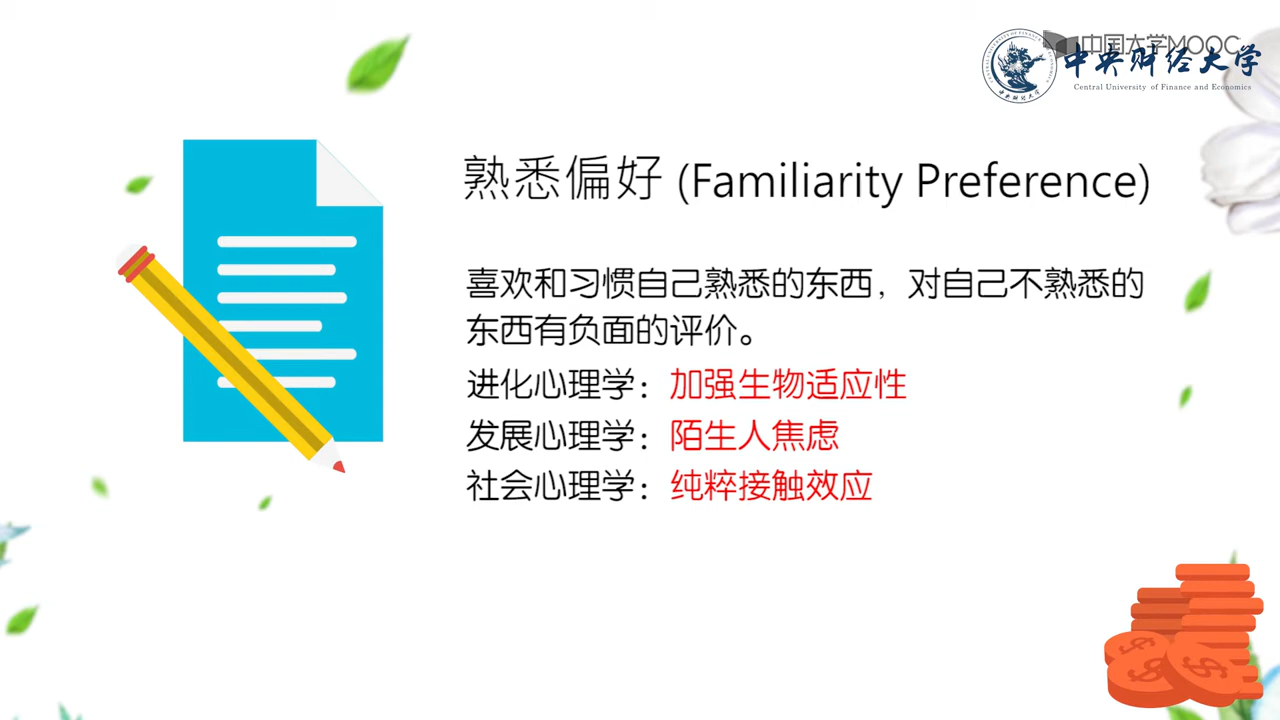 中国大学MOOC
中央财经大学
Central University of Finance and Economics
熟悉偏好 (Familiarity Preference)
喜欢和习惯自己熟悉的东西，对自己不熟悉的
东西有负面的评价。
进化心理学：加强生物适应性
发展心理学：陌生人焦虑
社会心理学：纯粹接触效应